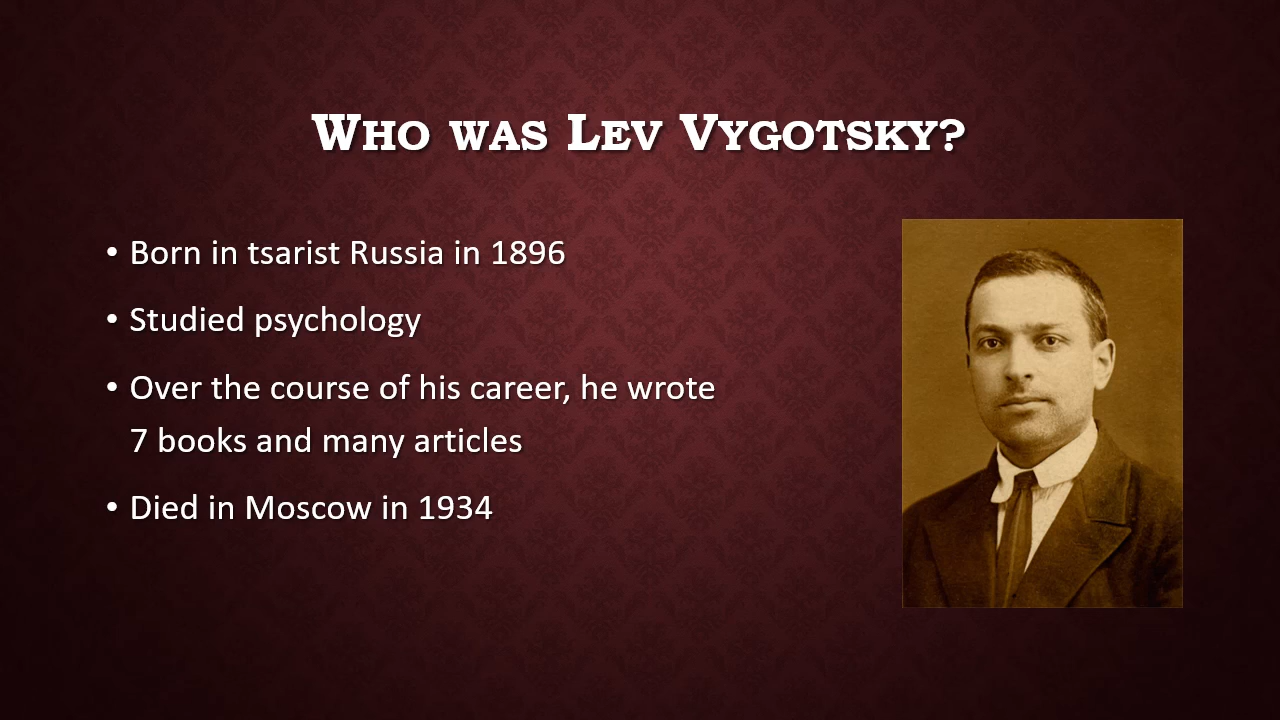 Who was Lev Vygotsky?
• Born in tsarist Russia in 1896
• Studied psychology
• Over the course of his career, he wrote
7 books and many articles
• Died in Moscow in 1934